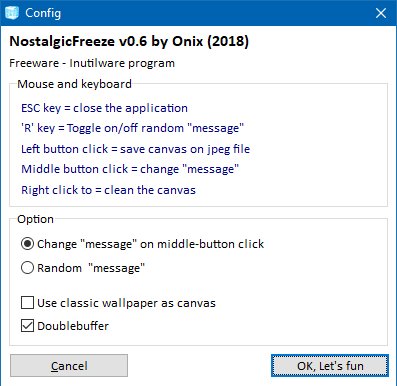 Config
NostalgicFreeze v0.6 by Onix (2018)
Freeware - Inutilware program
Mouse and keyboard
ESC key = close the application
'R' key = Toggle on/off random "message"
Left button click = save canvas on jpeg file
Middle button click = change "message"
Right click to = clean the canvas
Option
Change "message" on middle-button click
Random "message"
Use classic wallpaper as canvas
Doublebuffer
Cancel
OK, Let's fun